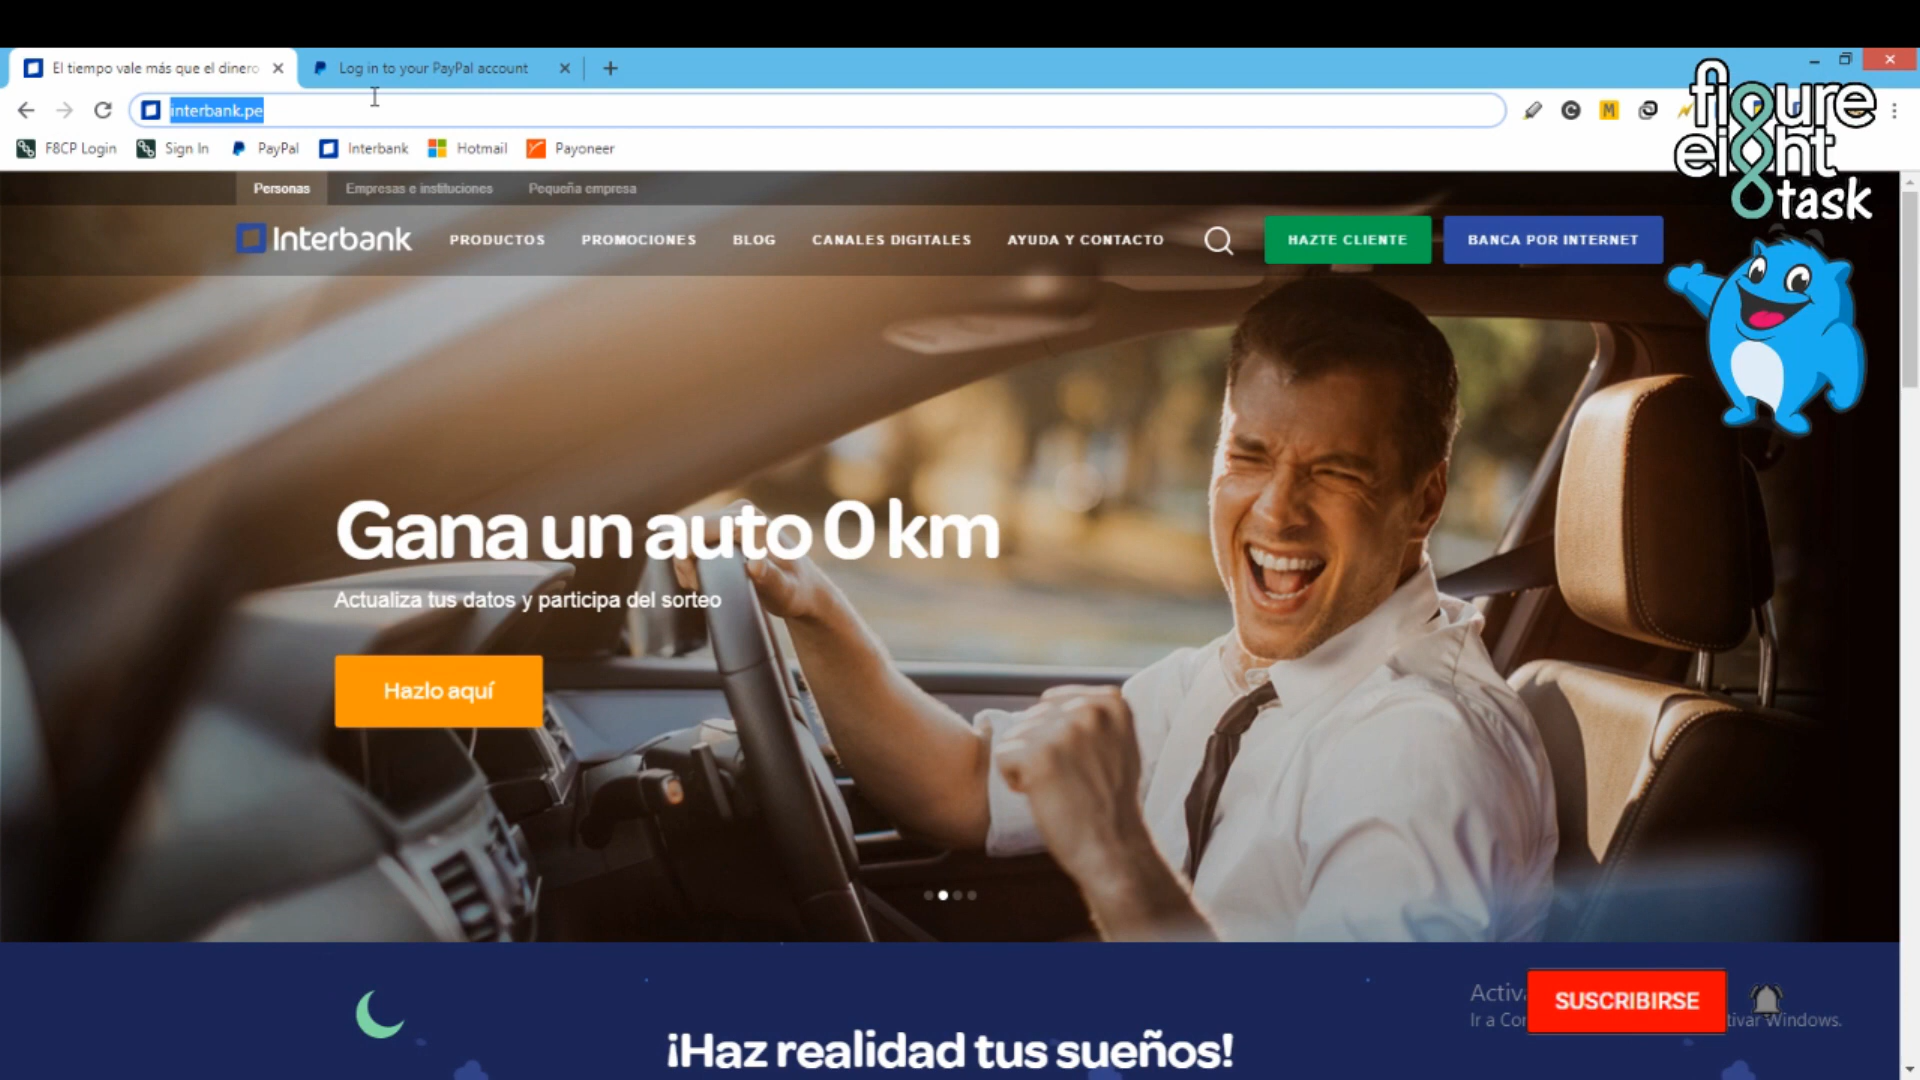 El tiempo vale más que el dinero
Log in to your PayPal account
interbank.pe
F8CP Login
Sign In
PayPal
Interbank
Hotmail
Payoneer
figure
eight
task
Personas
Empresas e instituciones
Pequeña empresa
Interbank
PRODUCTOS
PROMOCIONES
BLOG
CANALES DIGITALES
AYUDA Y CONTACTO
HAZTE CLIENTE
BANCA POR INTERNET
Gana un auto 0 km
Actualiza tus datos y participa del sorteo
Hazlo aquí
¡Haz realidad tus sueños!
SUSCRIBIRSE
Ir a
Windows.